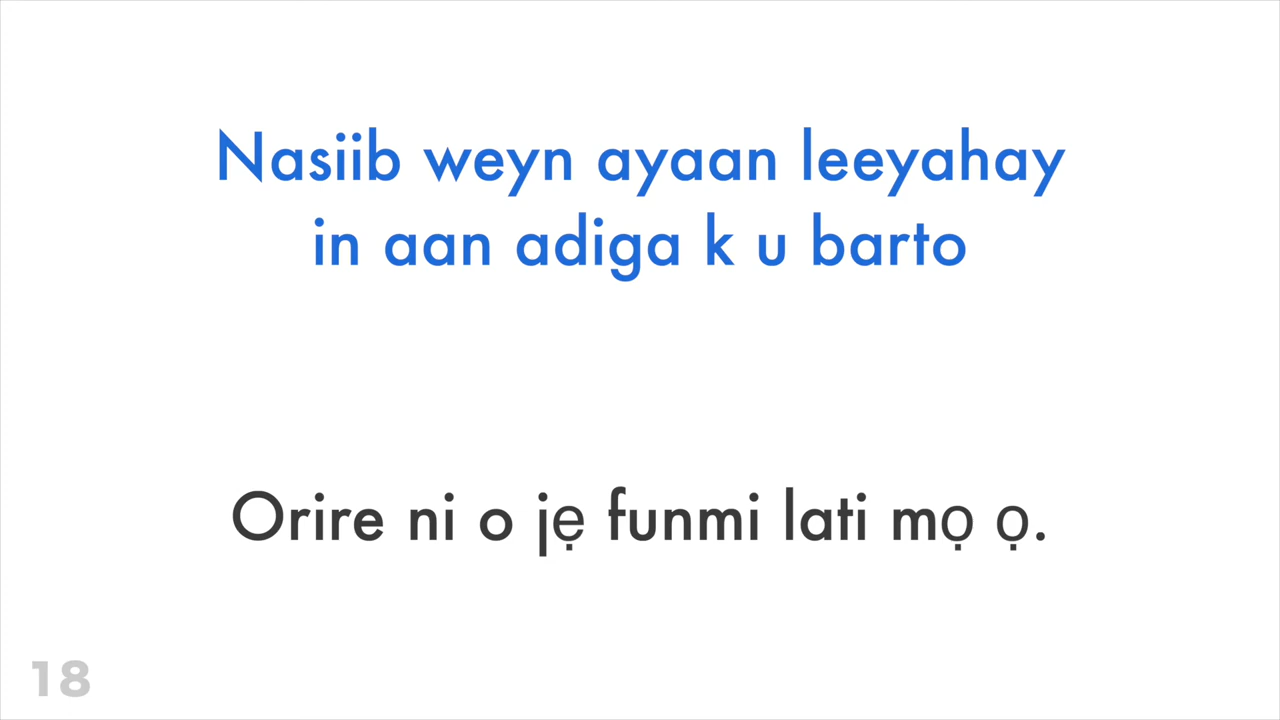 Nasiib weyn ayaan leeyahay
in aan adiga k u barto
Orire ni o jẹ funmi lati mọ ọ.
18